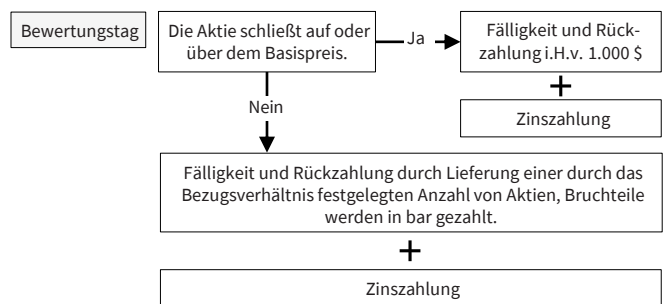 Bewertungstag
Die Aktie schließt auf oder
über dem Basispreis.
Ja
Fälligkeit und Rück-
zahlung i.H.v. 1.000 $
+
Zinszahlung
Nein
Fälligkeit und Rückzahlung durch Lieferung einer durch das
Bezugsverhältnis festgelegten Anzahl von Aktien, Bruchteile
werden in bar gezahlt.
+
Zinszahlung